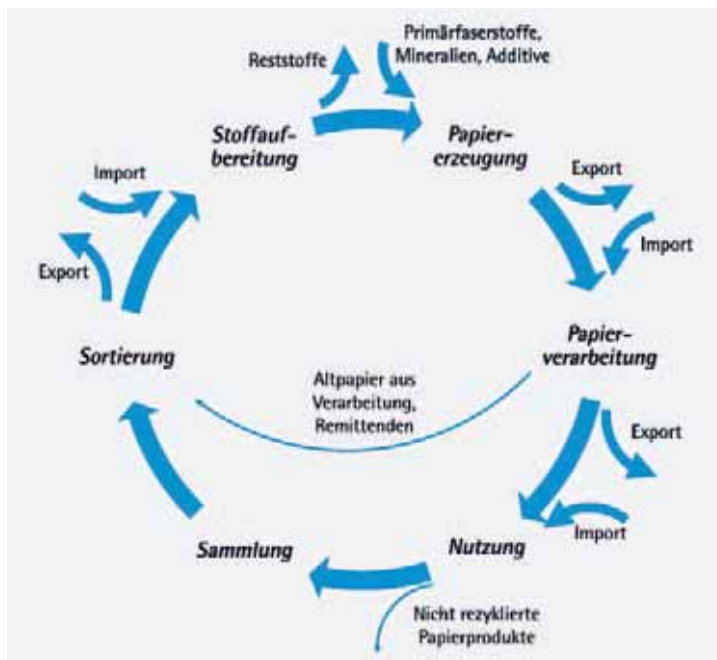 Primärfaserstoffe,
Mineralien, Additive
Reststoffe
Stoffauf-
bereitung
Papier-
erzeugung
Import
Export
Export
Import
Sortierung
Papier-
verarbeitung
Altpapier aus
Verarbeitung,
Remittenden
Export
Import
Sammlung
Nutzung
Nicht rezyklierte
Papierprodukte